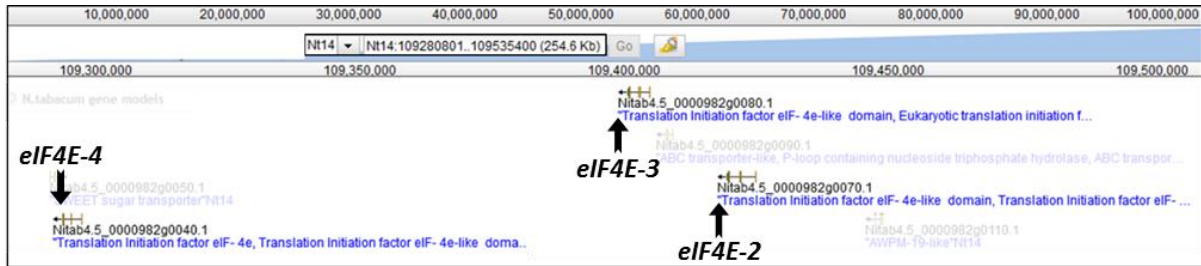 10,000,000 20,000,000 30,000,000 40,000,000 50,000,000 60,000,000 70,000,000 80,000,000 90,000,000 100,000,000
Nt14 Nt14:109280801..109535400 (254.6 Kb) Go
109,300,000 109,350,000 109,400,000 109,450,000 109,500,000
N.tabacum gene models
Nitab4.5_0000982g0080.1
"Translation Initiation factor eIF- 4e-like domain, Eukaryotic translation initiation f...
eIF4E-4
eIF4E-3
Nitab4.5_0000982g0090.1
"ABC transporter-like, P-loop containing nucleoside triphosphate hydrolase, ABC transpor...
Nitab4.5_0000982g0050.1
"SWEET sugar transporter"Nt14
Nitab4.5_0000982g0070.1
"Translation Initiation factor eIF- 4e-like domain, Translation Initiation factor eIF- ...
Nitab4.5_0000982g0040.1
"Translation Initiation factor eIF- 4e, Translation Initiation factor eIF- 4e-like doma..
eIF4E-2
Nitab4.5_0000982g0110.1
"AWPM-19-like"Nt14